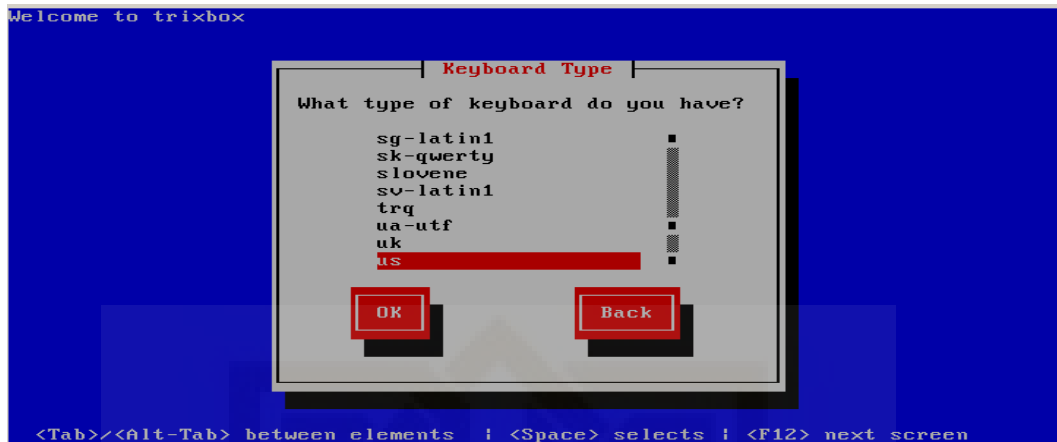 Welcome to trixbox
Keyboard Type
What type of keyboard do you have?
sg-latin1
sk-qwerty
slovene
sv-latin1
trq
ua-utf
uk
us
OK
Back
<Tab>/<Alt-Tab> between elements | <Space> selects | <F12> next screen